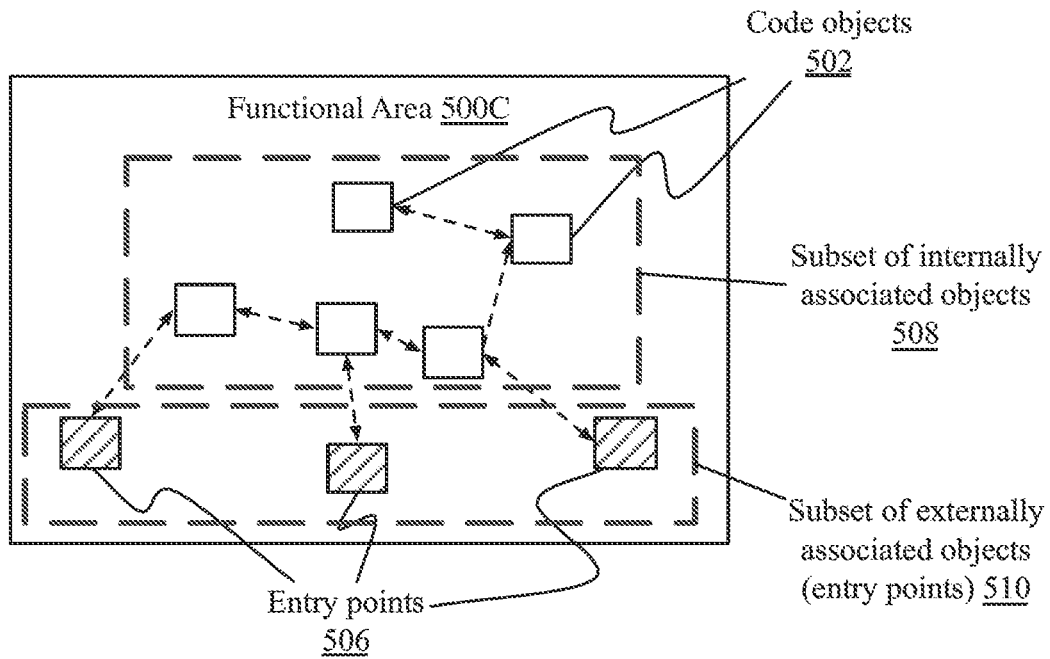 Code objects
502
Functional Area 500C
Subset of internally
associated objects
508
Subset of externally
associated objects
(entry points) 510
Entry points
506